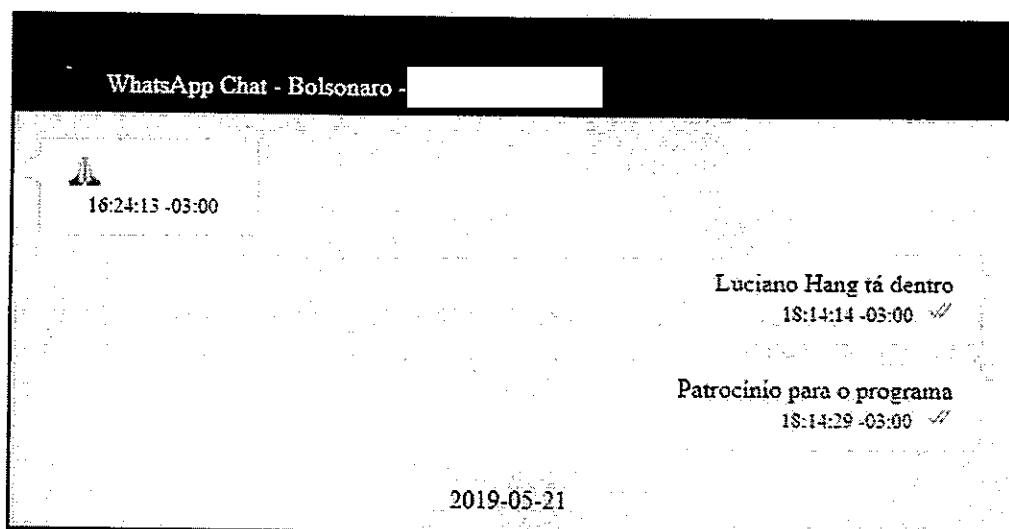 WhatsApp Chat - Bolsonaro -
🙏
16:24:13 -03:00
Luciano Hang tá dentro
18:14:14 -03:00
Patrocínio para o programa
18:14:29 -03:00
2019-05-21